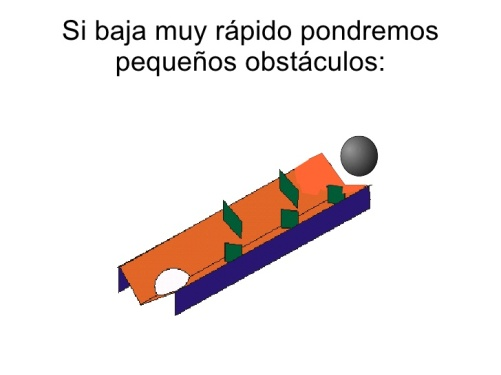 Si baja muy rápido pondremos
pequeños obstáculos: